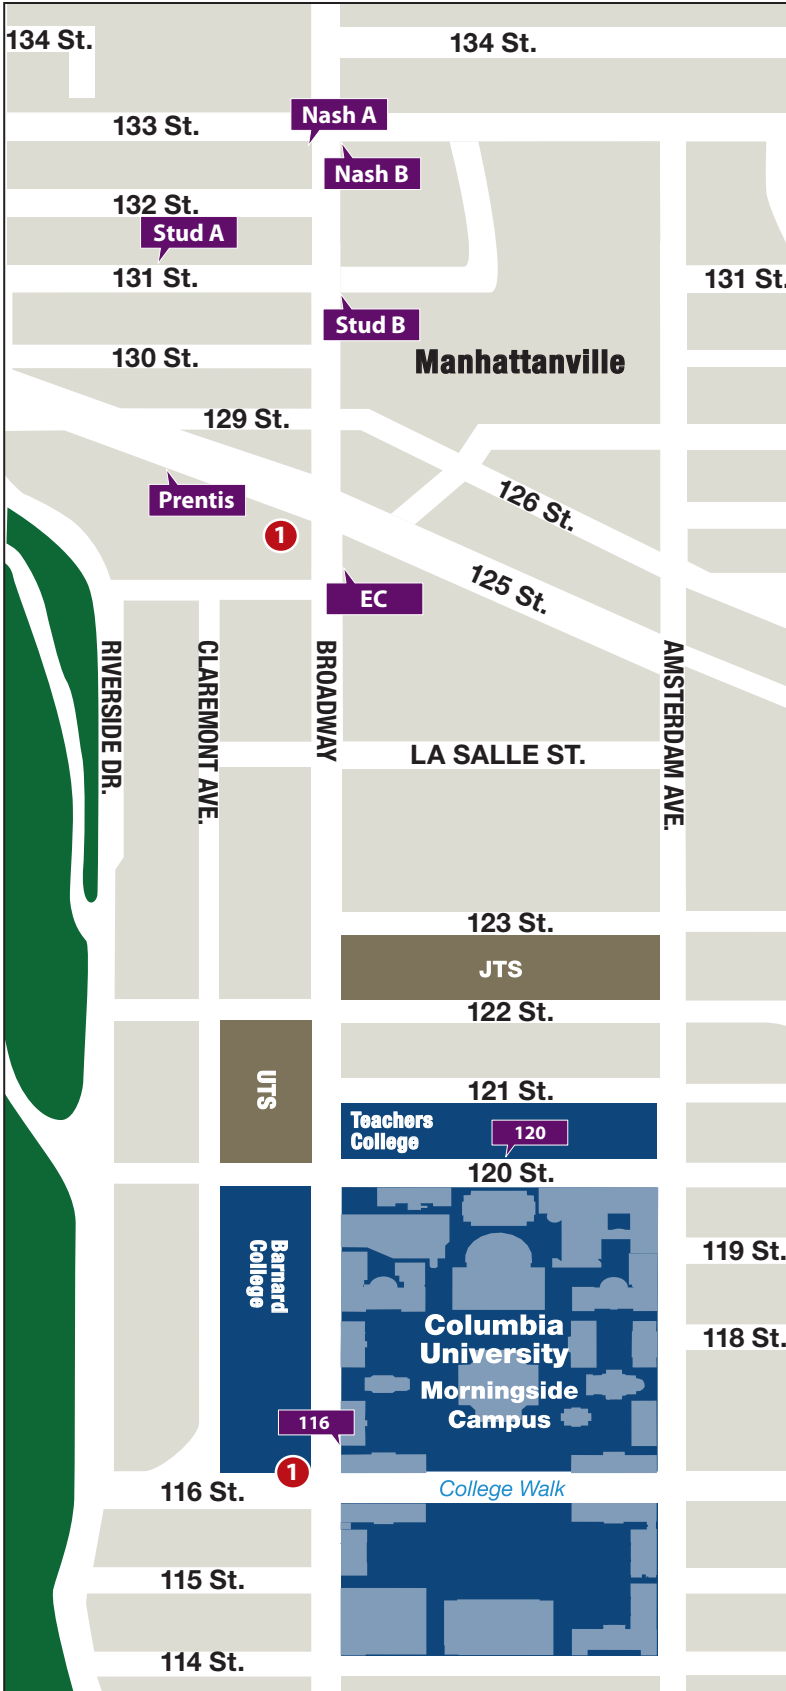 134 St.
134 St.
Nash A
133 St.
Nash B
132 St.
Stud A
131 St.
131 St.
Stud B
130 St.
Manhattanville
129 St.
Prentis
126 St.
1
125 St.
EC
RIVERSIDE DR.
CLAREMONT AVE.
BROADWAY
AMSTERDAM AVE.
LA SALLE ST.
123 St.
JTS
122 St.
UTS
121 St.
Teachers
College
120
120 St.
Barnard
College
119 St.
Columbia
University
118 St.
Morningside
Campus
116
1
116 St.
College Walk
115 St.
114 St.